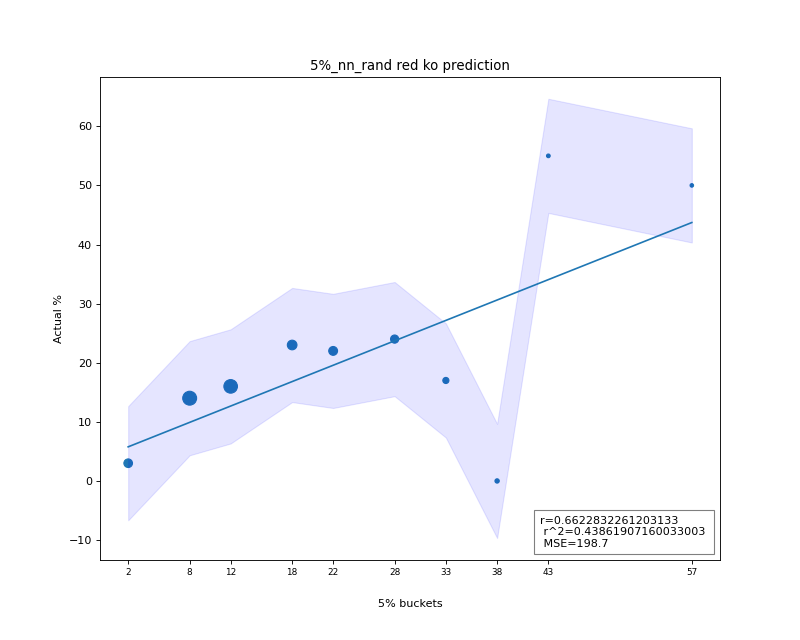 5%_nn_rand red ko prediction
60
50
40
30
20
10
0
−10
Actual %
r=0.6622832261203133
r^2=0.43861907160033003
MSE=198.7
2 8 12 18 22 28 33 38 43 57
5% buckets